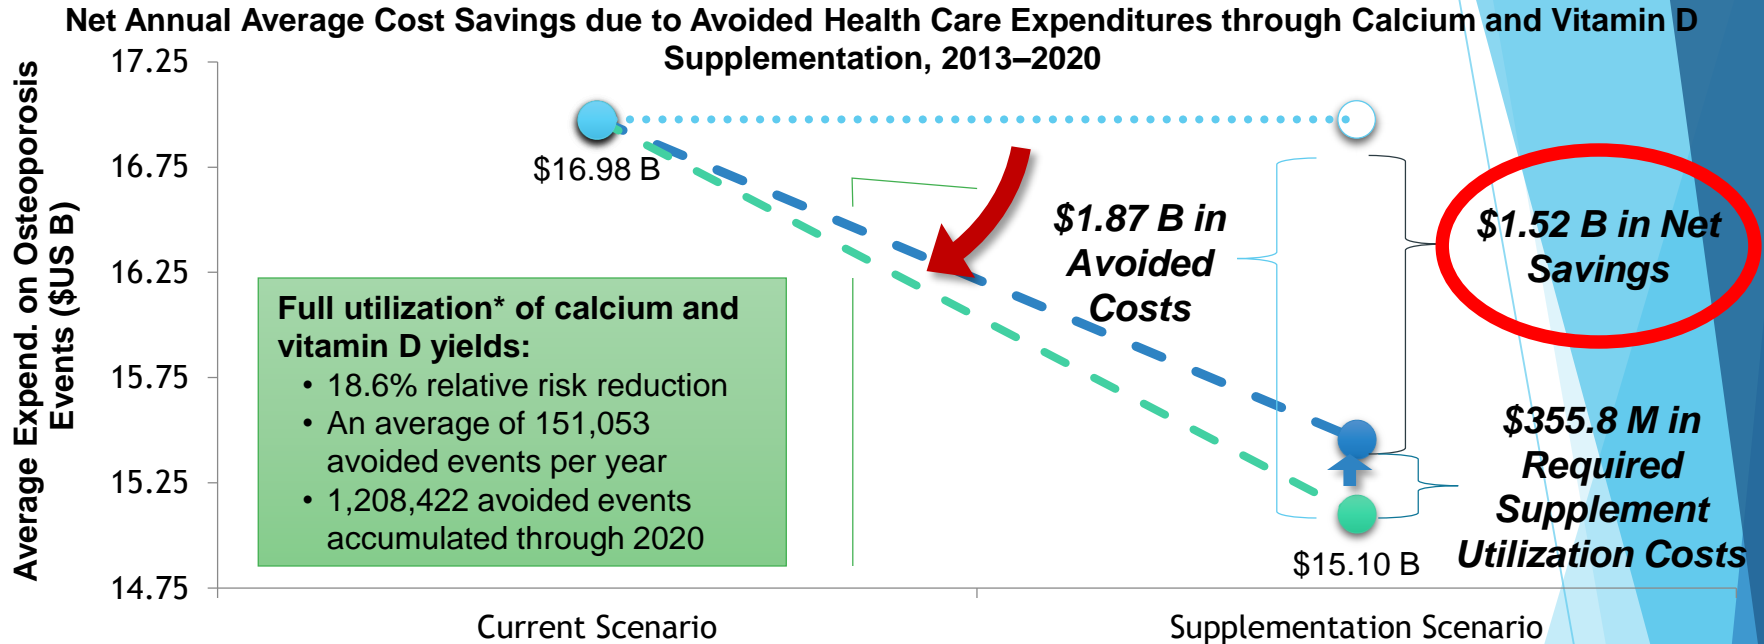 Net Annual Average Cost Savings due to Avoided Health Care Expenditures through Calcium and Vitamin D
Supplementation, 2013–2020
Average Expend. on Osteoporosis
Events ($US B)
17.25
16.75
16.25
15.75
15.25
14.75
$16.98 B
$1.87 B in
Avoided
Costs
$1.52 B in Net
Savings
Full utilization* of calcium and
vitamin D yields:
• 18.6% relative risk reduction
• An average of 151,053
avoided events per year
• 1,208,422 avoided events
accumulated through 2020
$355.8 M in
Required
Supplement
Utilization Costs
$15.10 B
Current Scenario
Supplementation Scenario